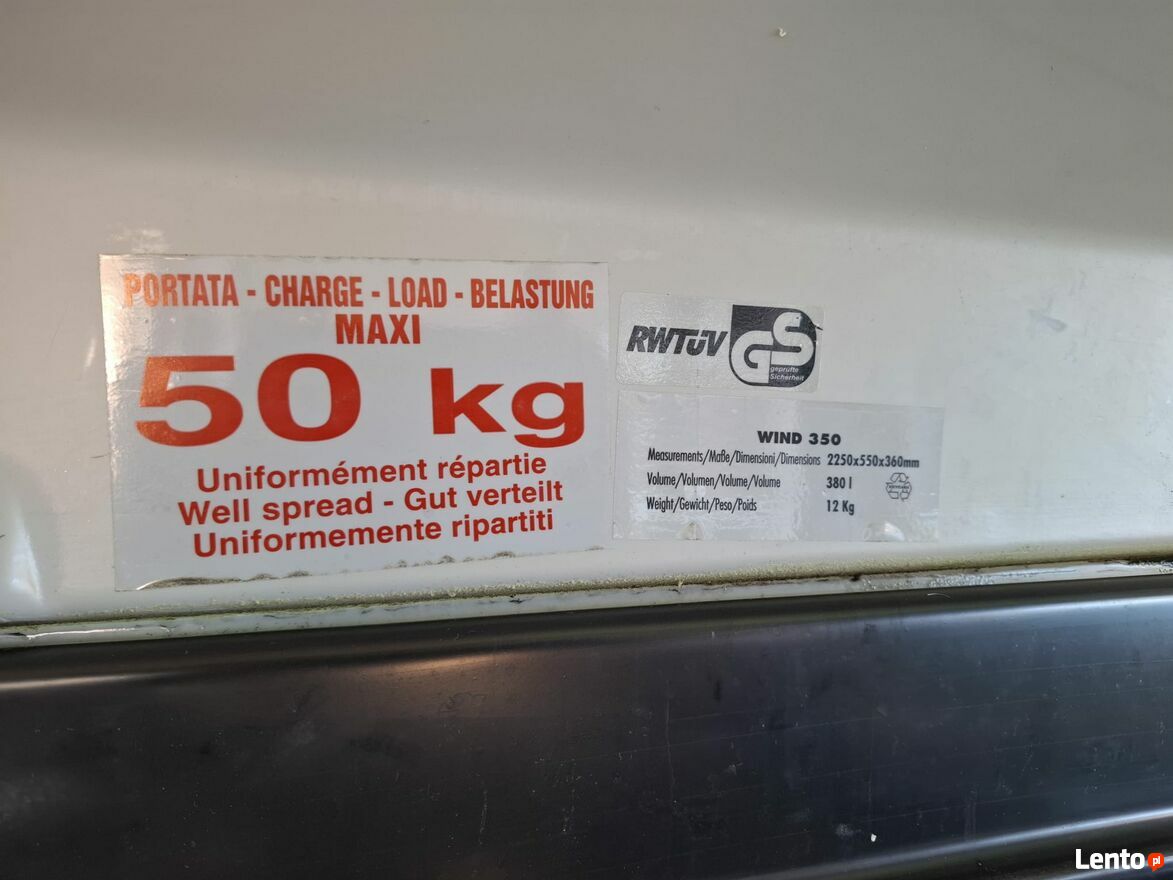 PORTATA - CHARGE - LOAD - BELASTUNG
MAXI
50 kg
Uniformément répartie
Well spread - Gut verteilt
Uniformemente ripartiti
RWTÜV
GS
geprüfte
Sicherheit
WIND 350
Measurements/Maße/Dimensioni/Dimensions 2250x550x360mm
Volume/Volumen/Volume/Volume 380 l
Weight/Gewicht/Peso/Poids 12 Kg
Lento pl